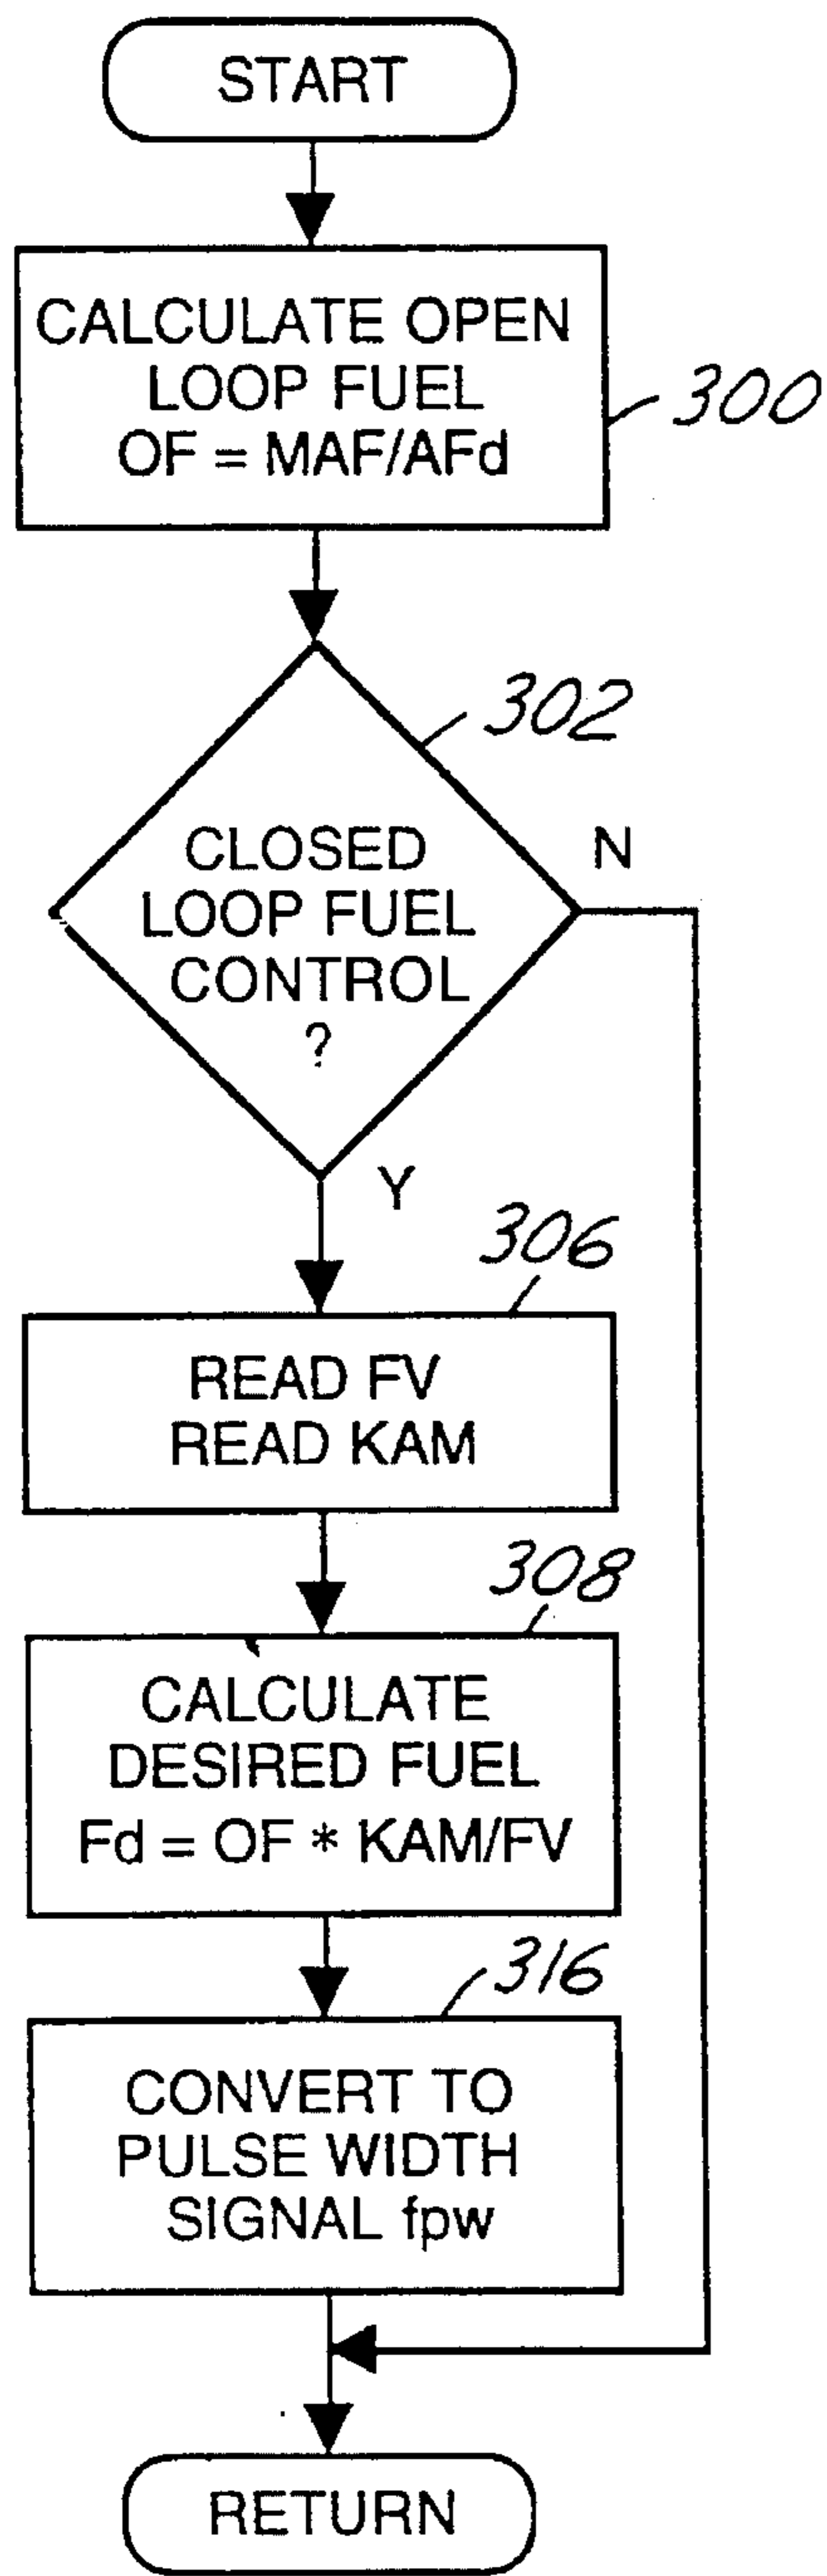 START
CALCULATE OPEN
LOOP FUEL
OF = MAF/AFd
300
302
CLOSED
LOOP FUEL
CONTROL
?
N
Y
306
READ FV
READ KAM
308
CALCULATE
DESIRED FUEL
Fd = OF * KAM/FV
316
CONVERT TO
PULSE WIDTH
SIGNAL fpw
RETURN